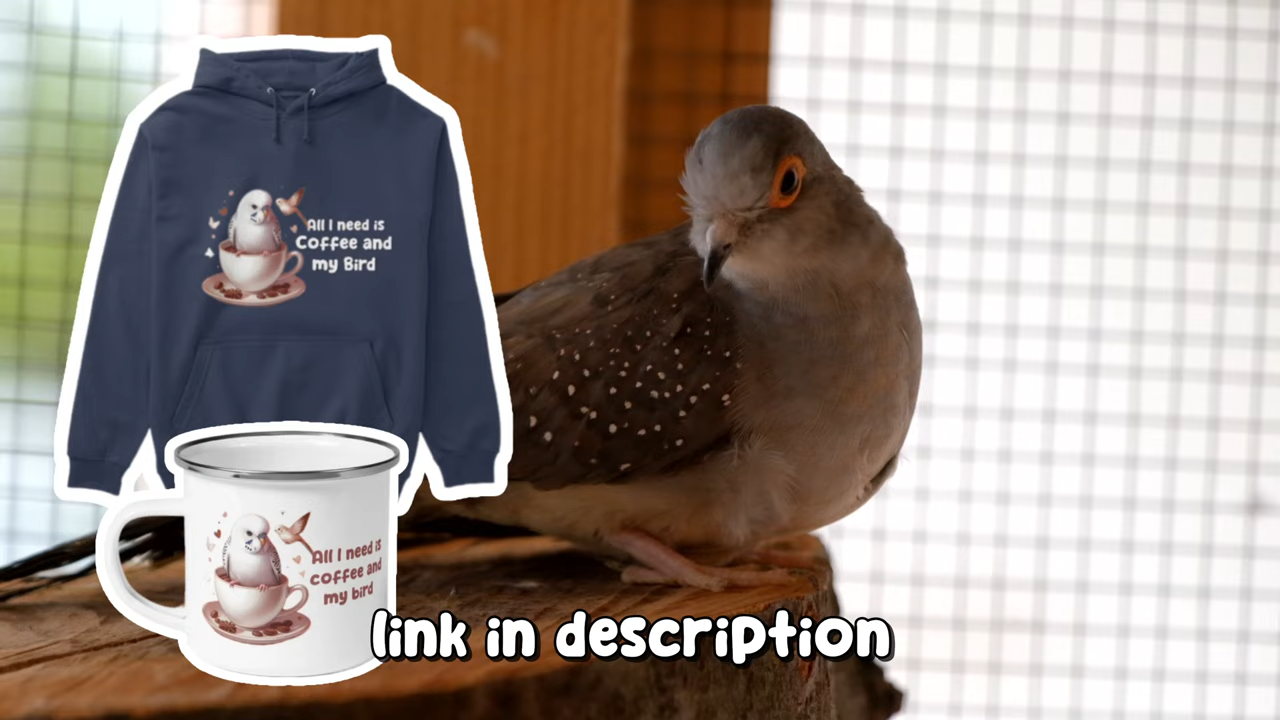 All I need is
Coffee and
my Bird
All I need is
coffee and
my bird
link in description